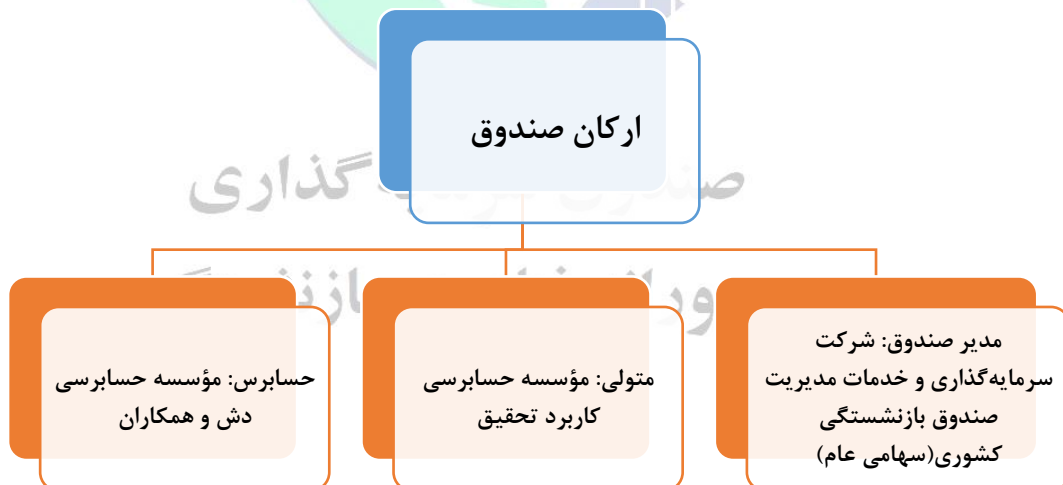 ارکان صندوق
گذاری
مدیر صندوق: شرکت
سرمایه‌گذاری و خدمات مدیریت
صندوق بازنشستگی
کشوری(سهامی عام)
متولی: مؤسسه حسابرسی
کاربرد تحقیق
حسابرس: مؤسسه حسابرسی
دش و همکاران